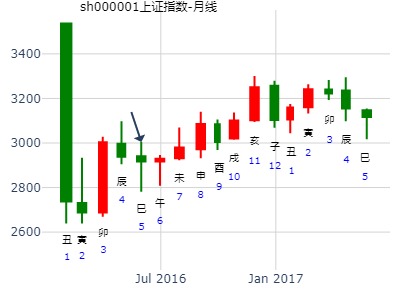 sh000001上证指数-月线
3400
3200
3000
2800
2600
丑
1
寅
2
卯
3
辰
4
巳
5
午
6
未
7
申
8
酉
9
戌
10
亥
11
子
12
丑
1
寅
2
卯
3
辰
4
巳
5
Jul 2016
Jan 2017